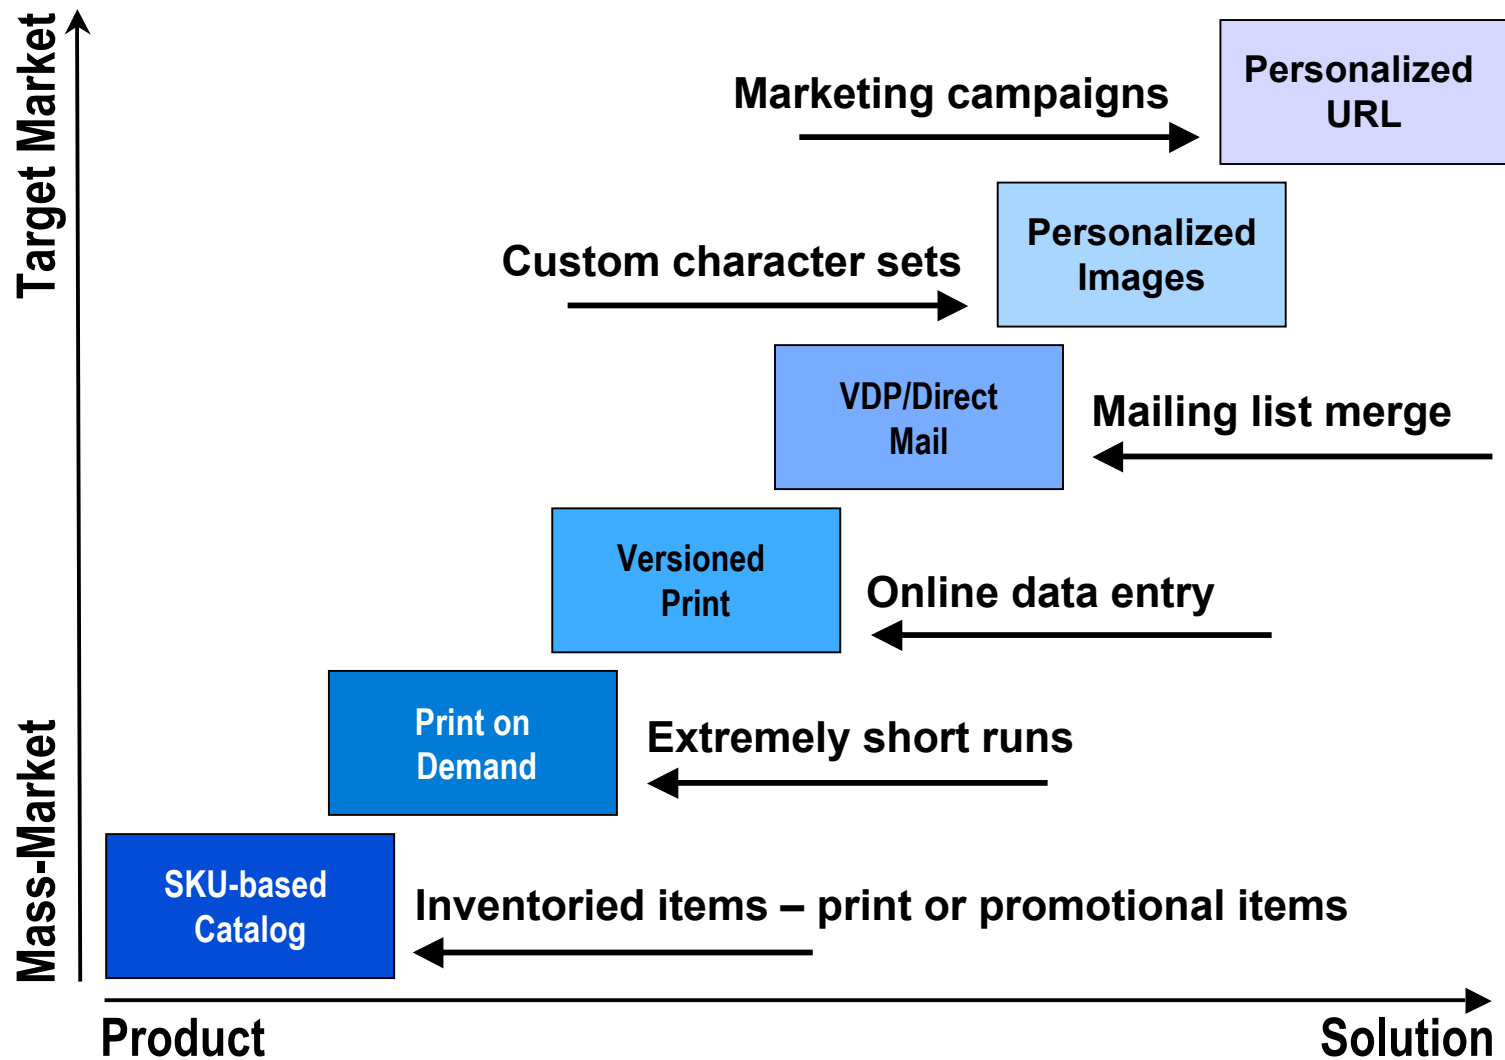 Target Market
Mass-Market
Marketing campaigns
Personalized
URL
Custom character sets
Personalized
Images
VDP/Direct
Mail
Mailing list merge
Versioned
Print
Online data entry
Print on
Demand
Extremely short runs
SKU-based
Catalog
Inventoried items – print or promotional items
Product
Solution